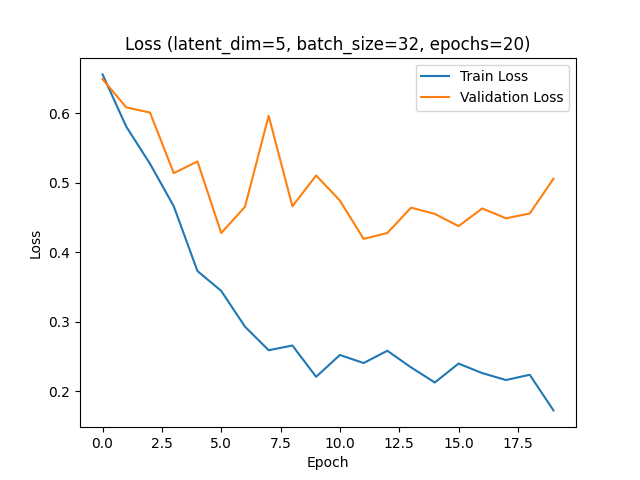 Loss (latent_dim=5, batch_size=32, epochs=20)
Train Loss
Validation Loss
0.6
0.5
0.4
0.3
0.2
Loss
0.0
2.5
5.0
7.5
10.0
12.5
15.0
17.5
Epoch